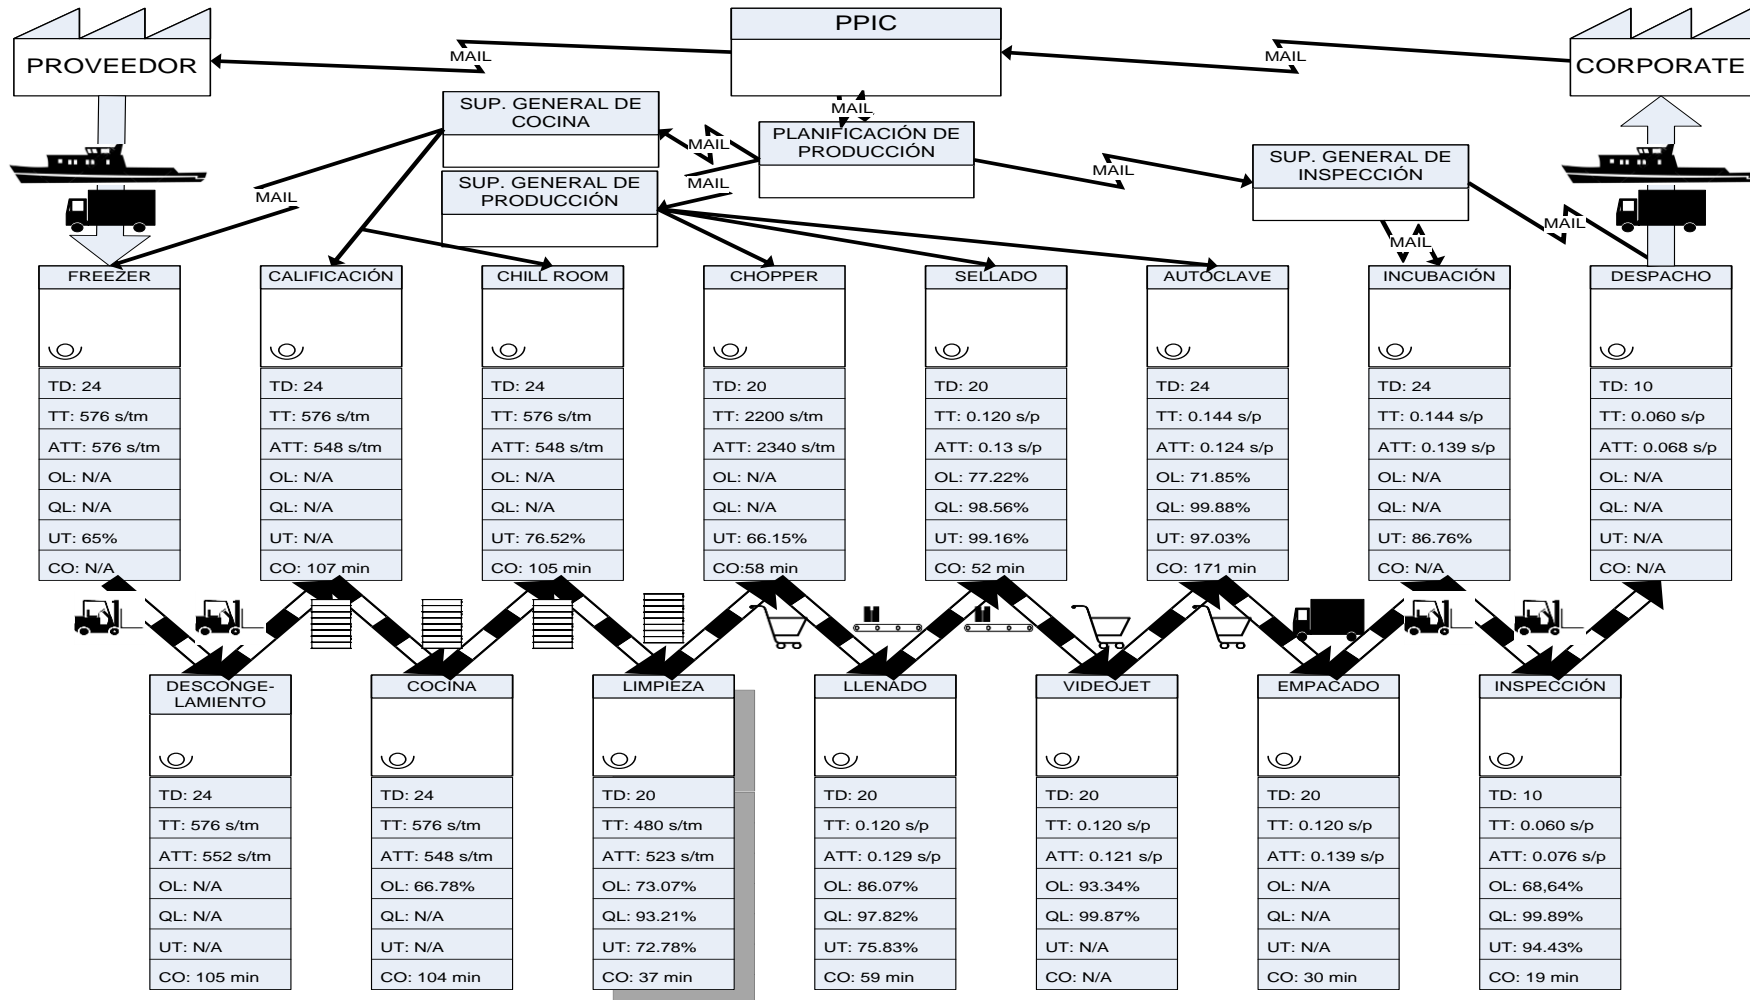 PPIC
PROVEEDOR
MAIL
MAIL
CORPORATE
SUP. GENERAL DE
COCINA
MAIL
PLANIFICACIÓN DE
PRODUCCIÓN
MAIL
SUP. GENERAL DE
INSPECCIÓN
MAIL
SUP. GENERAL DE
PRODUCCIÓN
MAIL
MAIL
MAIL
MAIL
FREEZER
TD: 24
TT: 576 s/tm
ATT: 576 s/tm
OL: N/A
QL: N/A
UT: 65%
CO: N/A
CALIFICACIÓN
TD: 24
TT: 576 s/tm
ATT: 548 s/tm
OL: N/A
QL: N/A
UT: N/A
CO: 107 min
CHILL ROOM
TD: 24
TT: 576 s/tm
ATT: 548 s/tm
OL: N/A
QL: N/A
UT: 76.52%
CO: 105 min
CHOPPER
TD: 20
TT: 2200 s/tm
ATT: 2340 s/tm
OL: N/A
QL: N/A
UT: 66.15%
CO:58 min
SELLADO
TD: 20
TT: 0.120 s/p
ATT: 0.13 s/p
OL: 77.22%
QL: 98.56%
UT: 99.16%
CO: 52 min
AUTOCLAVE
TD: 24
TT: 0.144 s/p
ATT: 0.124 s/p
OL: 71.85%
QL: 99.88%
UT: 97.03%
CO: 171 min
INCUBACIÓN
TD: 24
TT: 0.144 s/p
ATT: 0.139 s/p
OL: N/A
QL: N/A
UT: 86.76%
CO: N/A
DESPACHO
TD: 10
TT: 0.060 s/p
ATT: 0.068 s/p
OL: N/A
QL: N/A
UT: N/A
CO: N/A
DESCONGE-
LAMIENTO
TD: 24
TT: 576 s/tm
ATT: 552 s/tm
OL: N/A
QL: N/A
UT: N/A
CO: 105 min
COCINA
TD: 24
TT: 576 s/tm
ATT: 548 s/tm
OL: 66.78%
QL: N/A
UT: N/A
CO: 104 min
LIMPIEZA
TD: 20
TT: 480 s/tm
ATT: 523 s/tm
OL: 73.07%
QL: 93.21%
UT: 72.78%
CO: 37 min
LLENADO
TD: 20
TT: 0.120 s/p
ATT: 0.129 s/p
OL: 86.07%
QL: 97.82%
UT: 75.83%
CO: 59 min
VIDEOJET
TD: 20
TT: 0.120 s/p
ATT: 0.121 s/p
OL: 93.34%
QL: 99.87%
UT: N/A
CO: N/A
EMPACADO
TD: 20
TT: 0.120 s/p
ATT: 0.139 s/p
OL: N/A
QL: N/A
UT: N/A
CO: 30 min
INSPECCIÓN
TD: 10
TT: 0.060 s/p
ATT: 0.076 s/p
OL: 68,64%
QL: 99.89%
UT: 94.43%
CO: 19 min